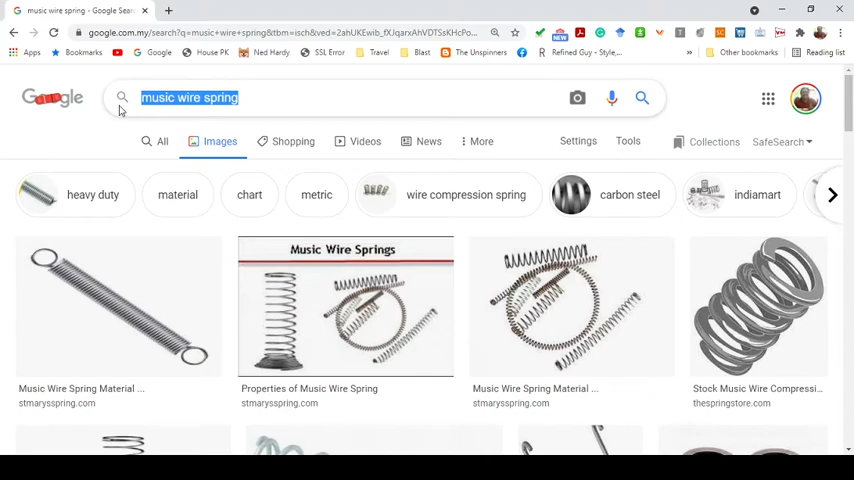 music wire spring - Google Sear
google.com/search?q=music+wire+spring&tbm=isch&ved=2ahUKEwib_fXJqarxAhVDTSsKHcPo...
Apps
Bookmarks
Google
House PK
Ned Hardy
SSL Error
Travel
Blast
The Unspinners
Refined Guy - Style,...
»
Other bookmarks
Reading list
Google
music wire spring
All
Images
Shopping
Videos
News
More
Settings
Tools
Collections
SafeSearch
heavy duty
material
chart
metric
wire compression spring
carbon steel
indiamart
Music Wire Springs
Music Wire Spring Material ...
Properties of Music Wire Spring
Music Wire Spring Material ...
Stock Music Wire Compressi...
stmarysspring.com
stmarysspring.com
stmarysspring.com
thespringstore.com